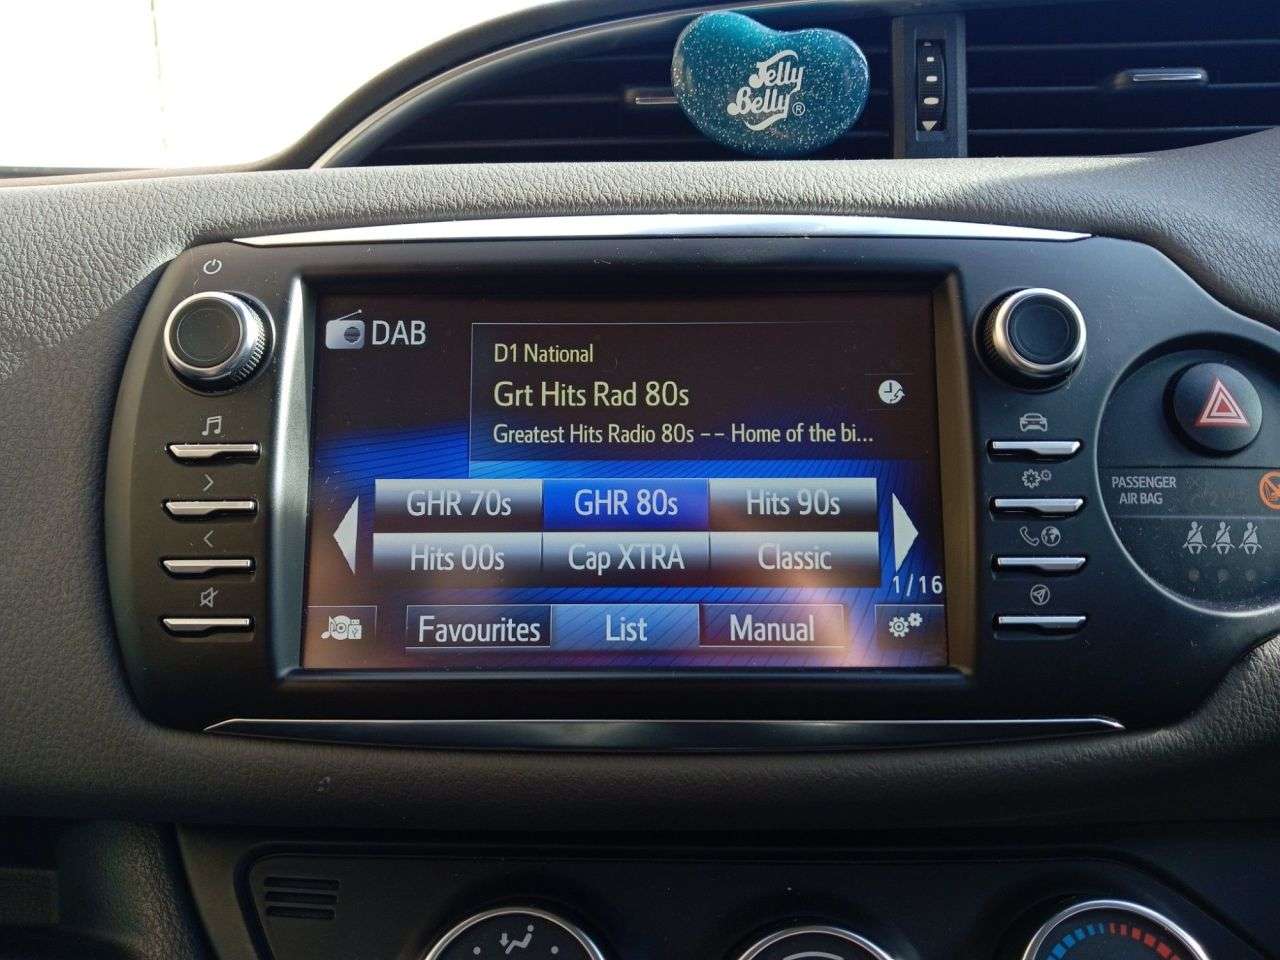 Jelly
Belly®
DAB
D1 National
Grt Hits Rad 80s
Greatest Hits Radio 80s -- Home of the bi...
GHR 70s
GHR 80s
Hits 90s
Hits 00s
Cap XTRA
Classic
1/16
Favourites
List
Manual
PASSENGER
AIR BAG